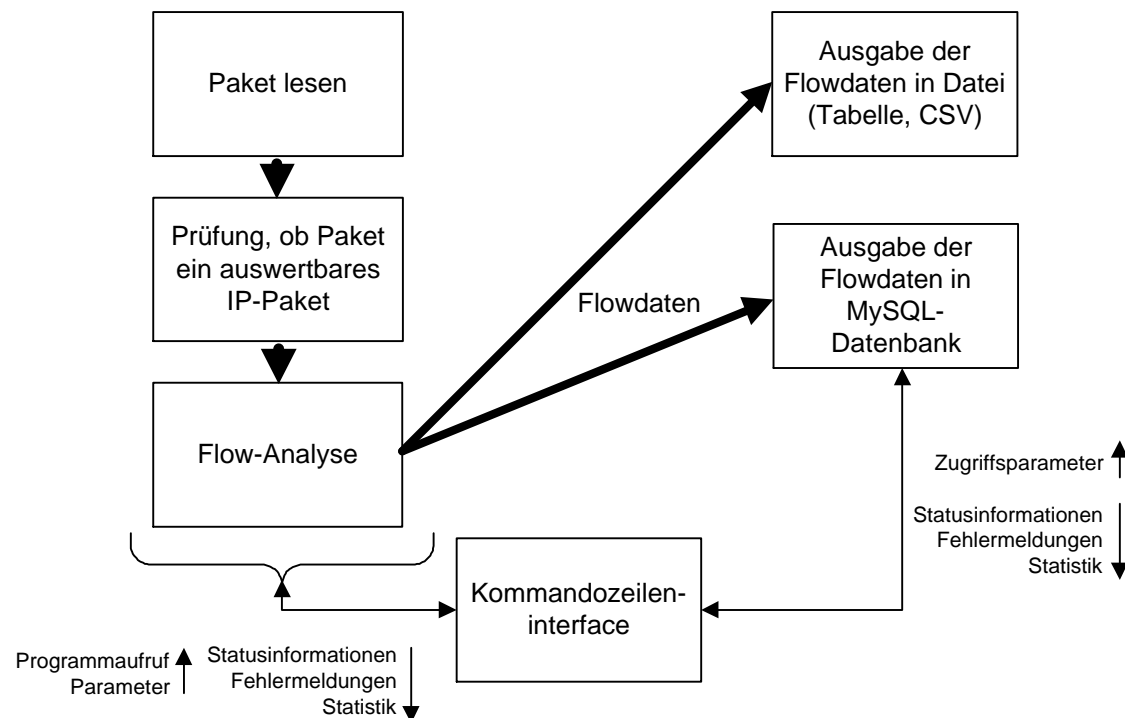 Paket lesen
Ausgabe der
Flowdaten in Datei
(Tabelle, CSV)
Prüfung, ob Paket
ein auswertbares
IP-Paket
Flowdaten
Ausgabe der
Flowdaten in
MySQL-
Datenbank
Flow-Analyse
Zugriffsparameter
Statusinformationen
Fehlermeldungen
Statistik
Kommandozeilen-
interface
Programmaufruf
Parameter
Statusinformationen
Fehlermeldungen
Statistik